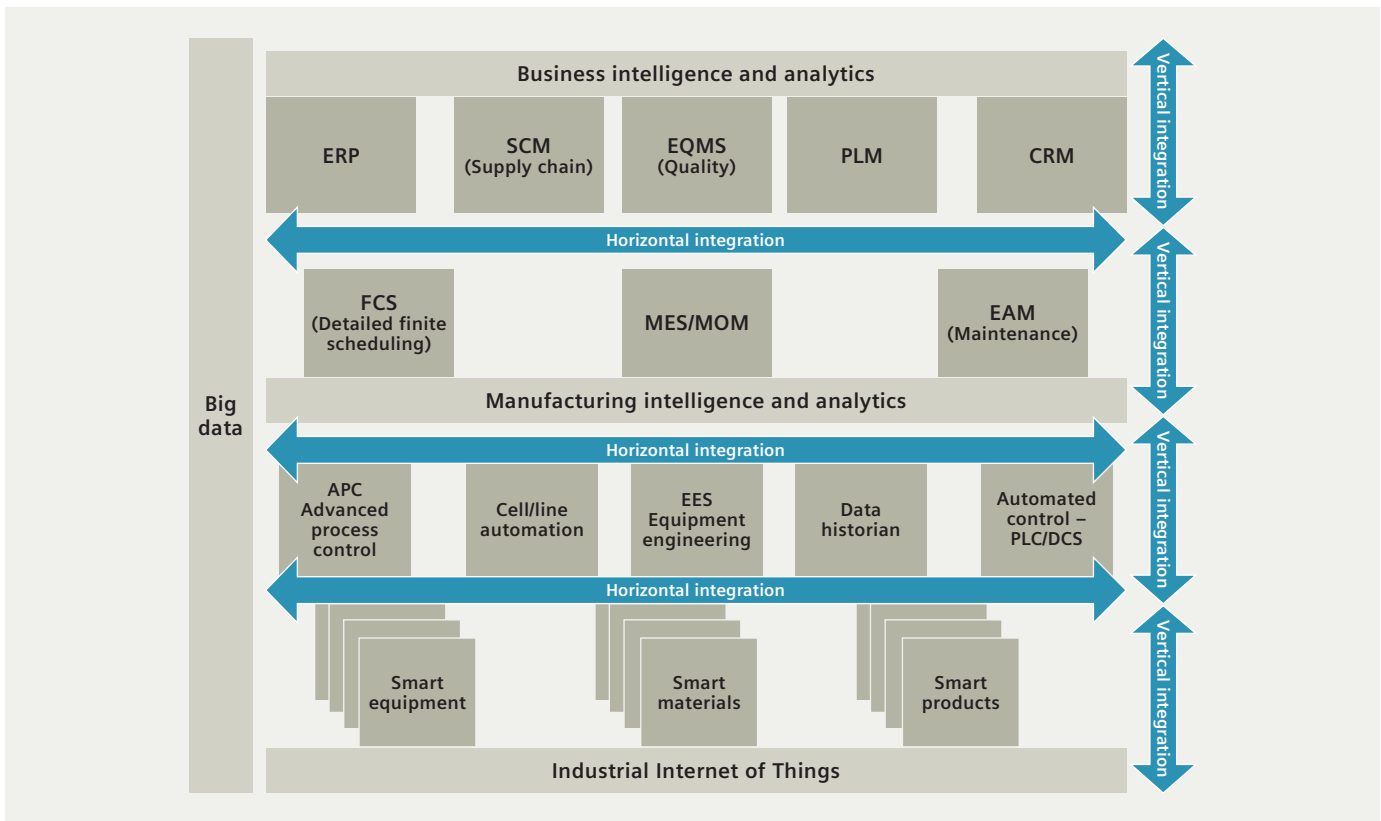 Business intelligence and analytics
ERP
SCM
(Supply chain)
EQMS
(Quality)
PLM
CRM
Vertical integration
Horizontal integration
FCS
(Detailed finite
scheduling)
MES/MOM
EAM
(Maintenance)
Vertical integration
Big
data
Manufacturing intelligence and analytics
Horizontal integration
APC
Advanced
process
control
Cell/line
automation
EES
Equipment
engineering
Data
historian
Automated
control –
PLC/DCS
Vertical integration
Horizontal integration
Smart
equipment
Smart
materials
Smart
products
Vertical integration
Industrial Internet of Things